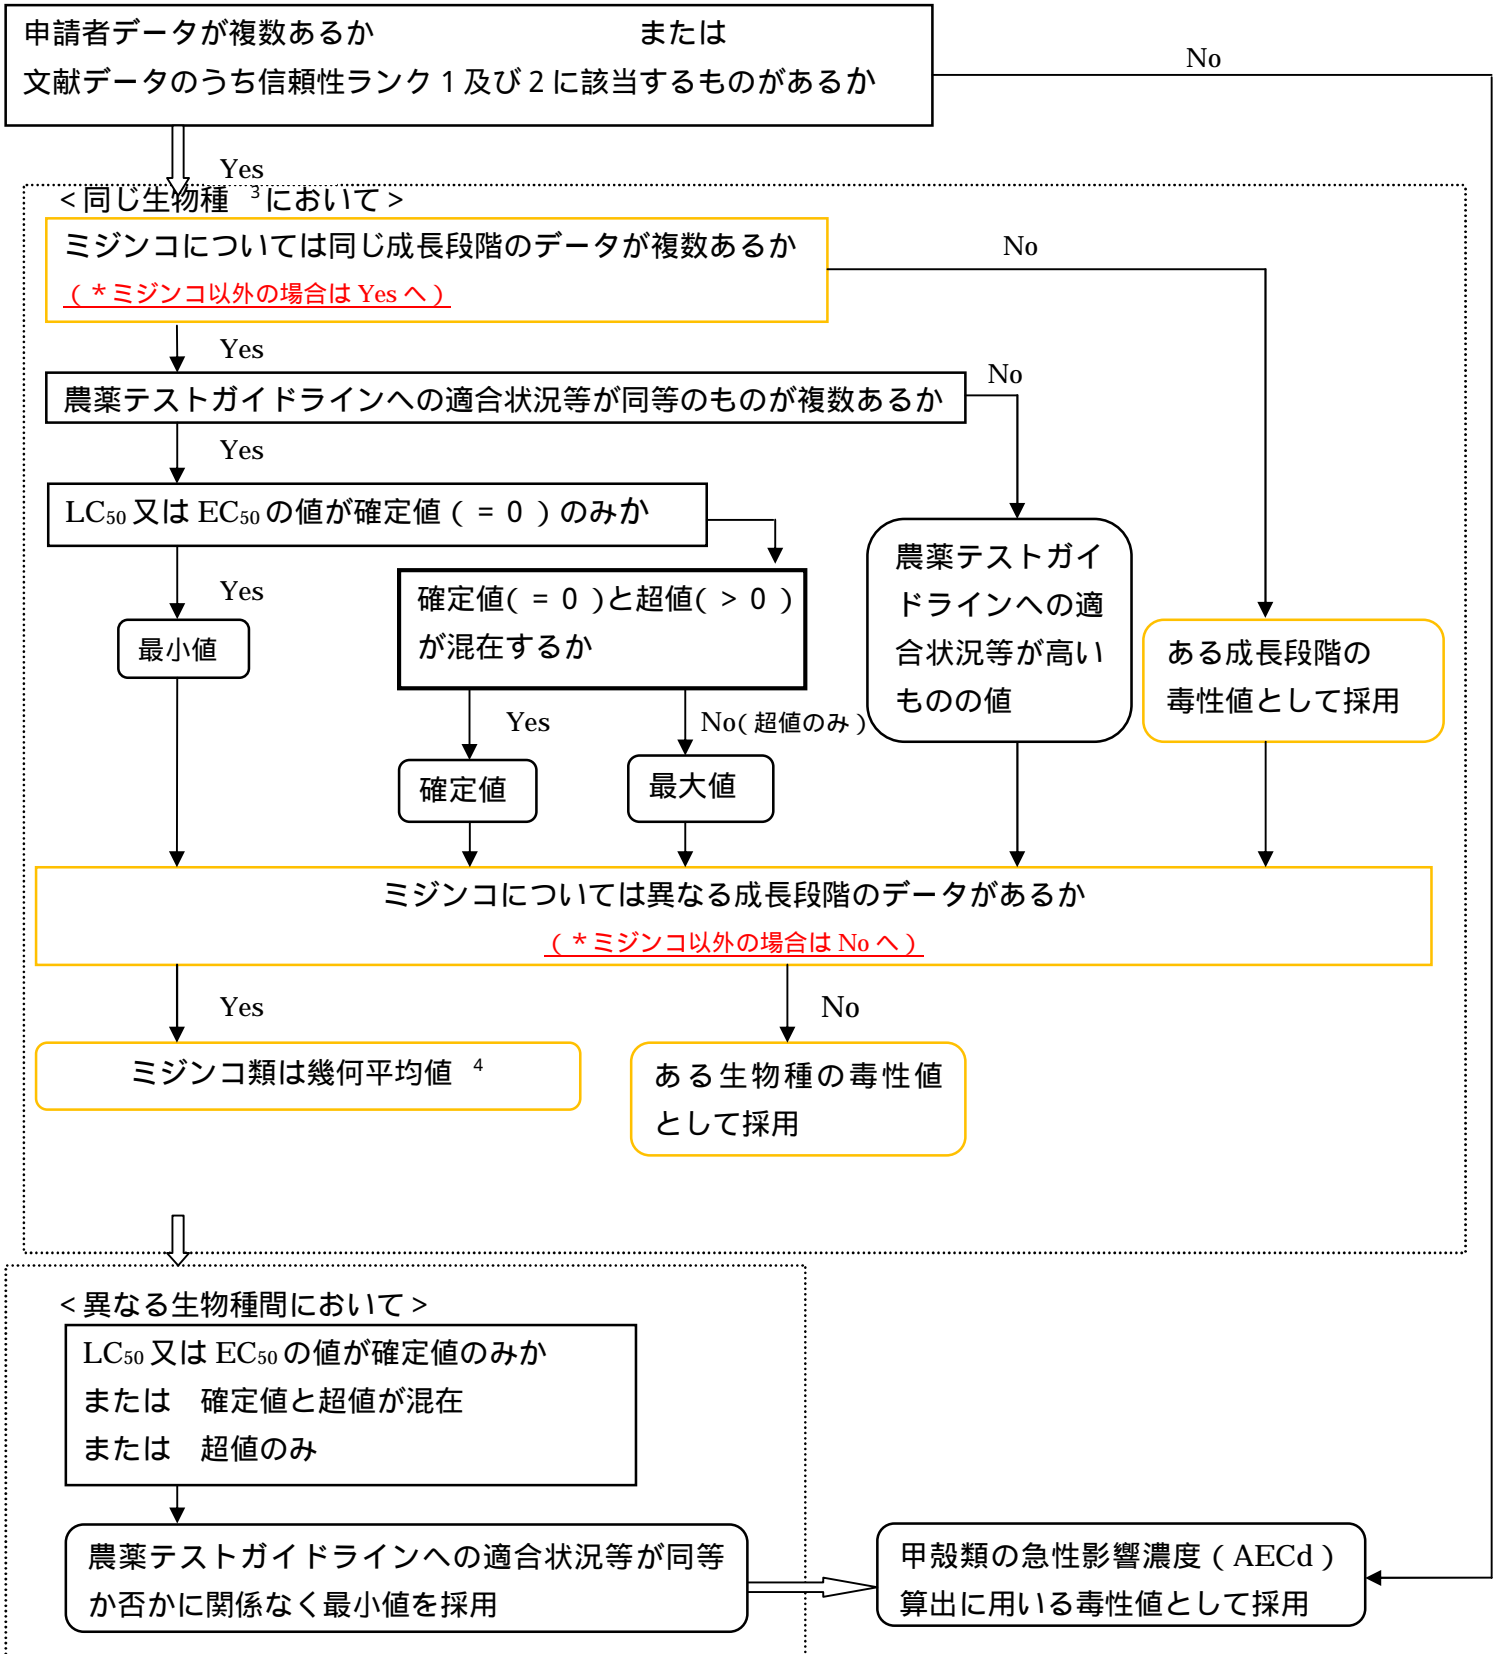 申請者データが複数あるか　または
文献データのうち信頼性ランク1及び2に該当するものがあるか
No
Yes
<同じ生物種 3において>
ミジンコについては同じ成長段階のデータが複数あるか
(*ミジンコ以外の場合は Yes へ)
No
Yes
農薬テストガイドラインへの適合状況等が同等のものが複数あるか
No
Yes
LC50又は EC50の値が確定値(=0)のみか
Yes
確定値(=0)と超値(>0)
が混在するか
農薬テストガイ
ドラインへの適
合状況等が高い
ものの値
ある成長段階の
毒性値として採用
最小値
Yes
No(超値のみ)
確定値
最大値
ミジンコについては異なる成長段階のデータがあるか
(*ミジンコ以外の場合は No へ)
Yes
No
ミジンコ類は幾何平均値 4
ある生物種の毒性値
として採用
<異なる生物種間において>
LC50又は EC50の値が確定値のみか
または　確定値と超値が混在
または　超値のみ
農薬テストガイドラインへの適合状況等が同等
か否かに関係なく最小値を採用
甲殻類の急性影響濃度(AECd)
算出に用いる毒性値として採用